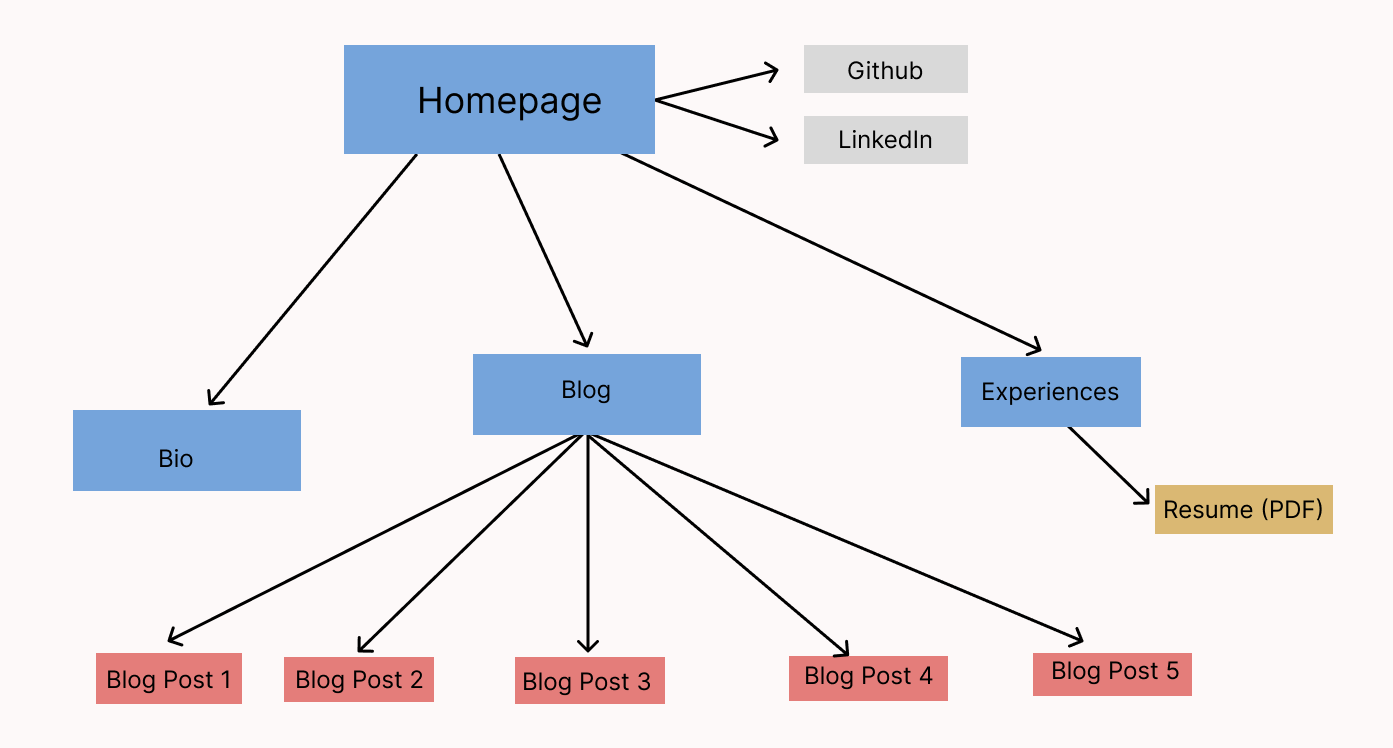 Homepage
Github
LinkedIn
Bio
Blog
Experiences
Resume (PDF)
Blog Post 1
Blog Post 2
Blog Post 3
Blog Post 4
Blog Post 5